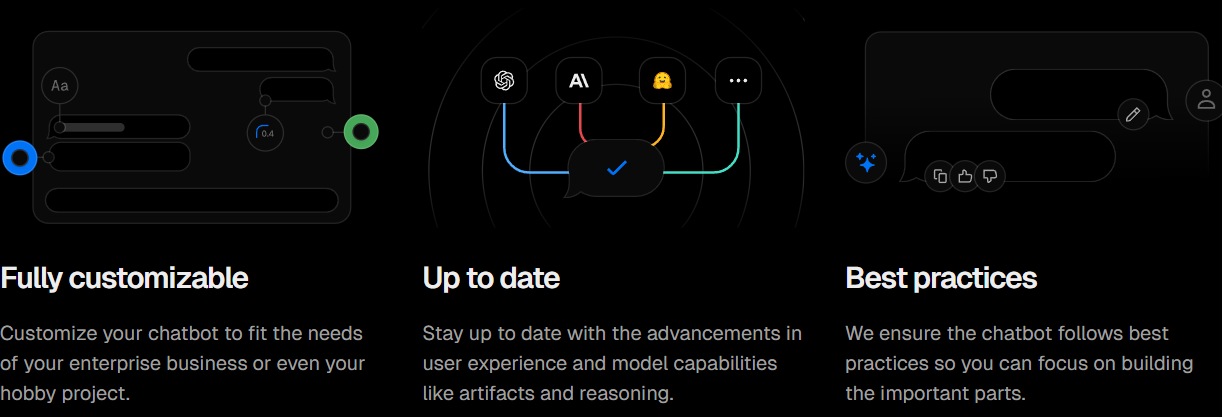 Aa
0.4
Fully customizable
Customize your chatbot to fit the needs
of your enterprise business or even your
hobby project.
Up to date
Stay up to date with the advancements in
user experience and model capabilities
like artifacts and reasoning.
Best practices
We ensure the chatbot follows best
practices so you can focus on building
the important parts.